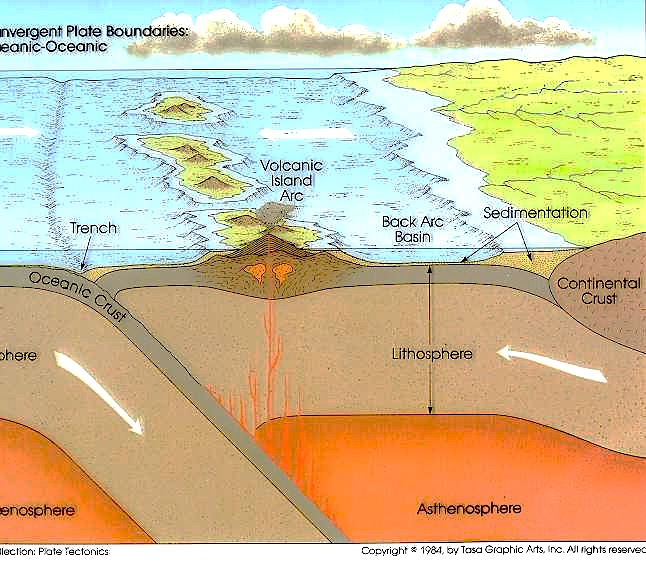 nvergent Plate Boundaries:
eanic-Oceanic
Volcanic
Island
Arc
Trench
Back Arc
Basin
Sedimentation
Oceanic Crust
Continental
Crust
phere
Lithosphere
enosphere
Asthenosphere
llection: Plate Tectonics
Copyright © 1984, by Tasa Graphic Arts, Inc. All rights reserve